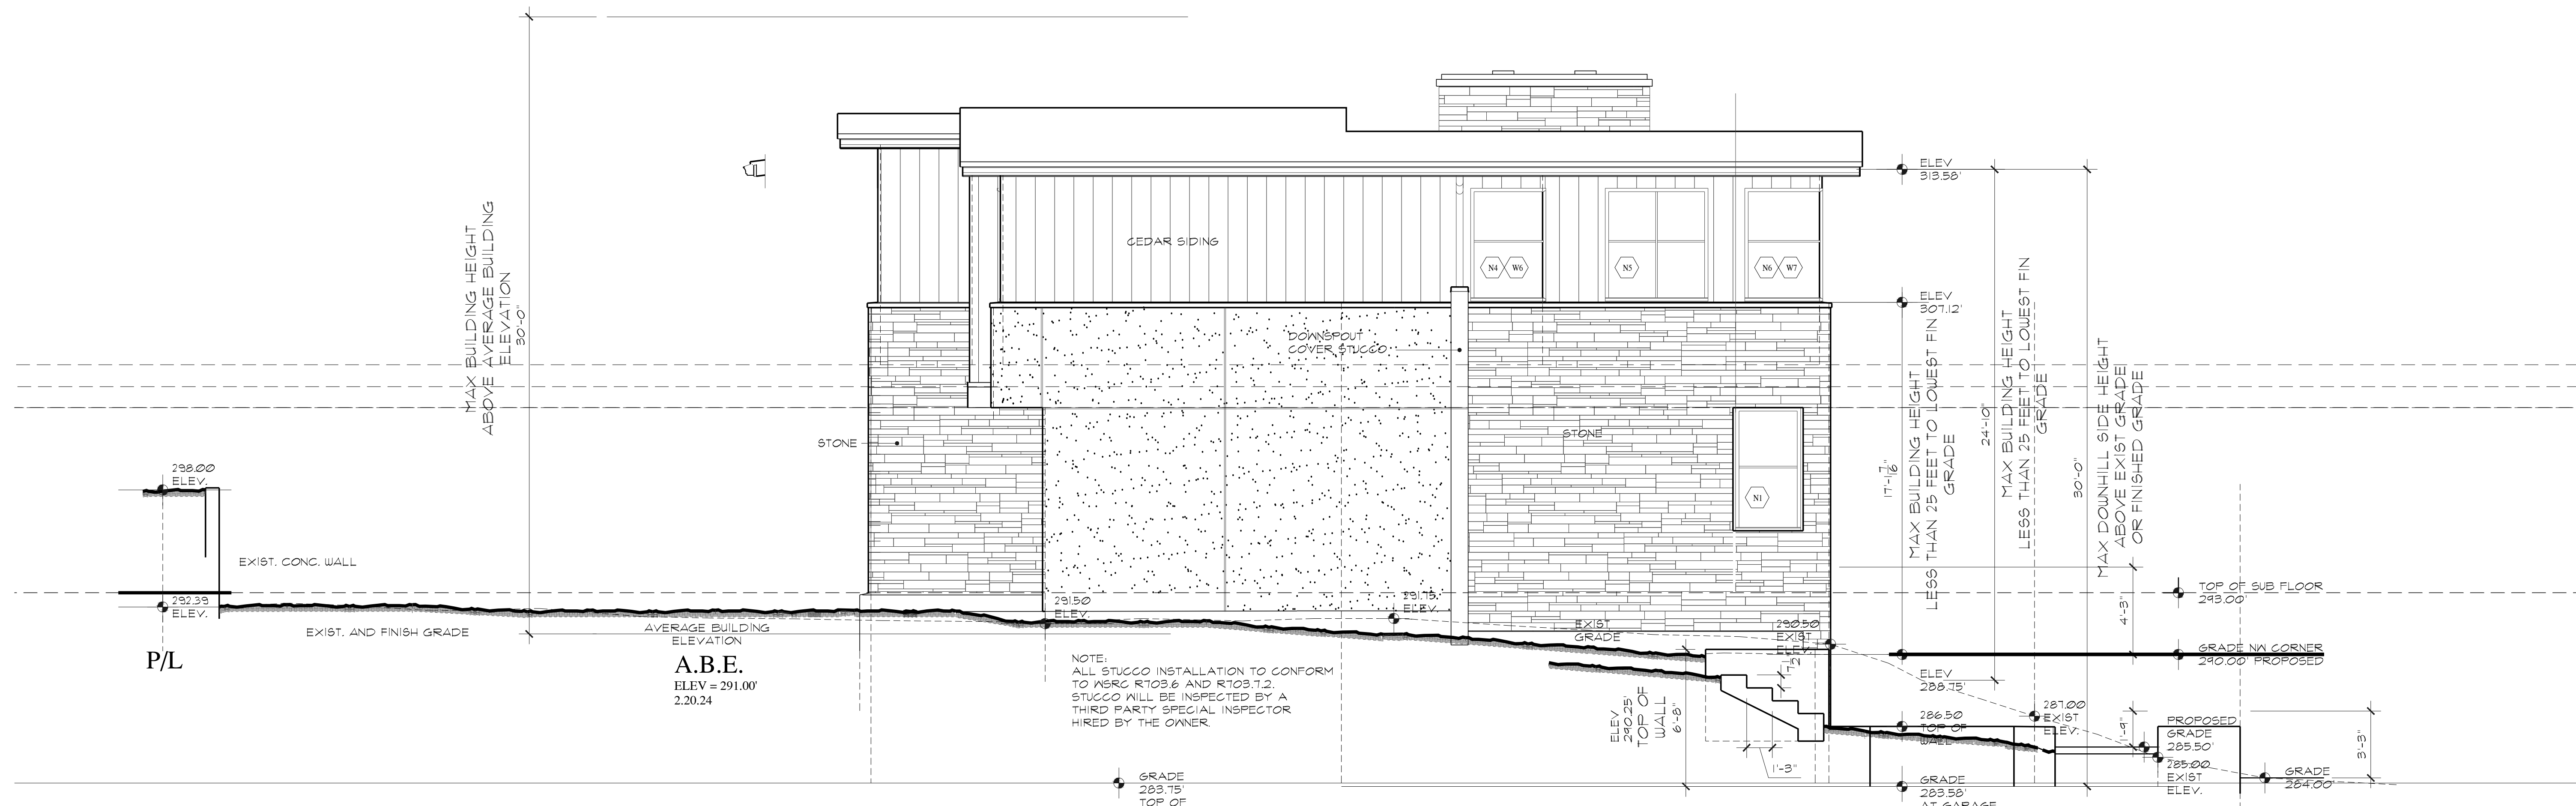 MAX BUILDING HEIGHT
ABOVE AVERAGE BUILDING
ELEVATION
30'-0"
298.00
ELEV.
EXIST. CONC. WALL
292.39
ELEV.
EXIST. AND FINISH GRADE
P/L
AVERAGE BUILDING
ELEVATION
A.B.E.
ELEV = 291.00'
2.20.24
STONE
CEDAR SIDING
DOWNSPOUT
COVER STUCCO
N4
W6
N5
N6
W7
STONE
N1
291.50
ELEV.
291.75
ELEV.
EXIST.
GRADE
290.50
EXIST
ELEV.
NOTE:
ALL STUCCO INSTALLATION TO CONFORM
TO WSRC R703.6 AND R703.7.2.
STUCCO WILL BE INSPECTED BY A
THIRD PARTY SPECIAL INSPECTOR
HIRED BY THE OWNER.
GRADE
283.75'
TOP OF
ELEV
290.25'
TOP OF
WALL
6'-8"
1'-3"
ELEV
313.58'
ELEV
307.12'
17'-1 7/16"
MAX BUILDING HEIGHT
LESS THAN 25 FEET TO LOWEST FIN
GRADE
24'-10"
MAX BUILDING HEIGHT
LESS THAN 25 FEET TO LOWEST FIN
GRADE
30'-0"
MAX DOWNHILL SIDE HEIGHT
ABOVE EXIST GRADE
OR FINISHED GRADE
TOP OF SUB FLOOR
293.00'
4'-3"
GRADE NW CORNER
290.00' PROPOSED
ELEV
288.75'
286.50
TOP OF
WALL
287.00
EXIST
ELEV.
1'-9"
PROPOSED
GRADE
285.50'
285.00
EXIST
ELEV.
3'-3"
GRADE
284.00'
GRADE
283.58'
AT GARAGE